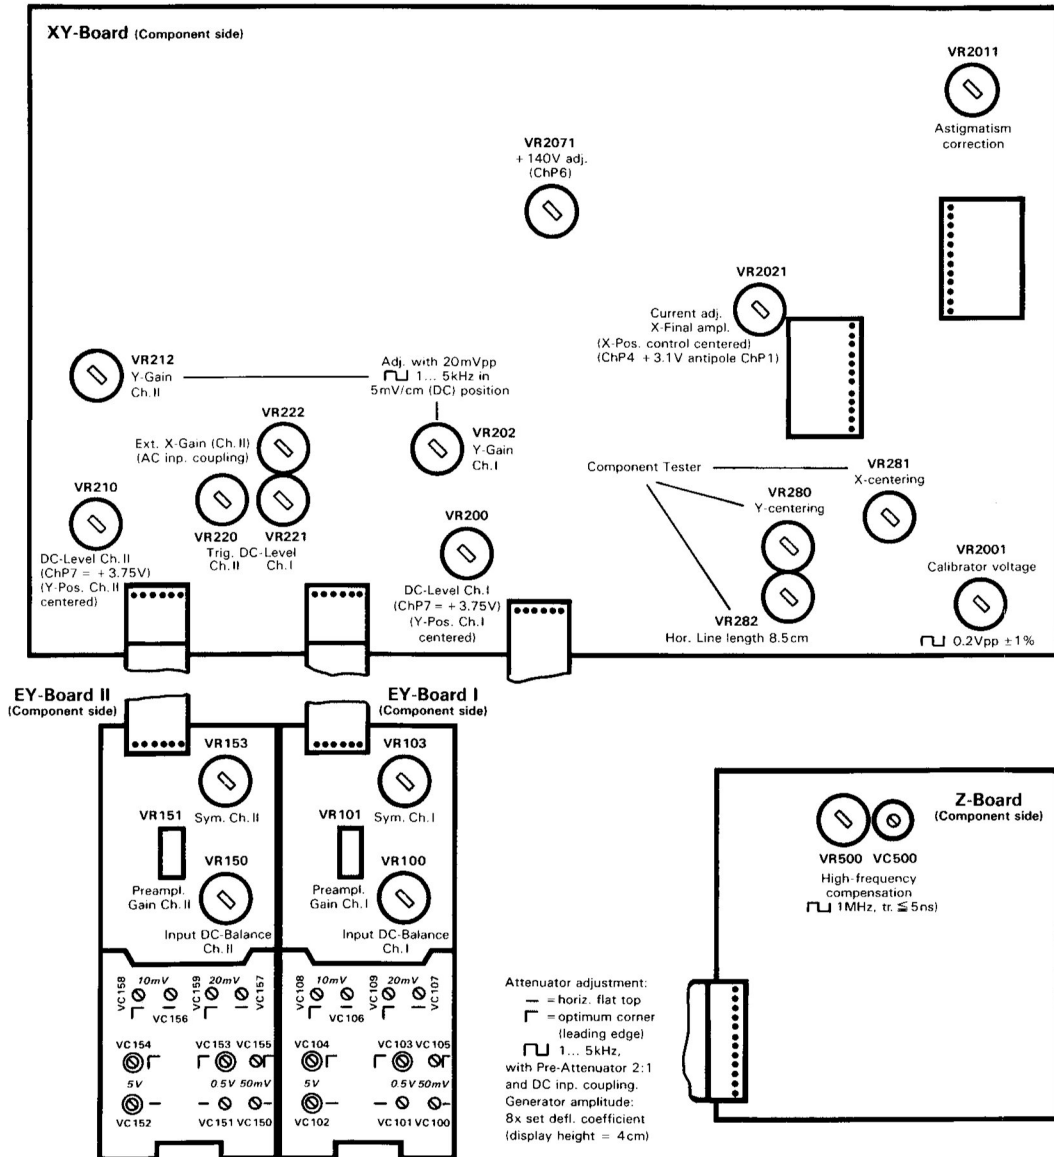 XY-Board (Component side)
VR2011
Astigmatism
correction
VR2071
+ 140V adj.
(ChP6)
VR2021
Current adj.
X-Final ampl.
(X-Pos. control centered)
(ChP4 + 3.1V antipole ChP1)
VR212
Y-Gain
Ch. II
Adj. with 20mVpp
1... 5kHz in
5mV/cm (DC) position
VR222
Ext. X-Gain (Ch. II)
(AC inp. coupling)
VR202
Y-Gain
Ch. I
Component Tester
VR281
X-centering
VR280
Y-centering
VR210
DC-Level Ch. II
(ChP7 = + 3.75V)
(Y-Pos. Ch. II
centered)
VR220 VR221
Trig. DC-Level
Ch. II Ch. I
VR200
DC-Level Ch. I
(ChP7 = + 3.75V)
(Y-Pos. Ch. I
centered)
VR282
Hor. Line length 8.5cm
VR2001
Calibrator voltage
0.2Vpp ±1%
EY-Board II
(Component side)
EY-Board I
(Component side)
VR153
Sym. Ch. II
VR151
Preampl.
Gain Ch. II
VR150
Input DC-Balance
Ch. II
VR103
Sym. Ch. I
VR101
Preampl.
Gain Ch. I
VR100
Input DC-Balance
Ch. I
Z-Board
(Component side)
VR500 VC500
High-frequency
compensation
1MHz, tr. ≦ 5ns)
VC158
10mV
VC159
20mV
VC157
VC156
VC154
VC153 VC155
5V
0.5V 50mV
VC152
VC151 VC150
VC108
10mV
VC109
20mV
VC107
VC106
VC104
VC103 VC105
5V
0.5V 50mV
VC102
VC101 VC100
Attenuator adjustment:
— = horiz. flat top
┌ = optimum corner
(leading edge)
1... 5kHz,
with Pre-Attenuator 2:1
and DC inp. coupling.
Generator amplitude:
8x set defl. coefficient
(display height = 4cm)